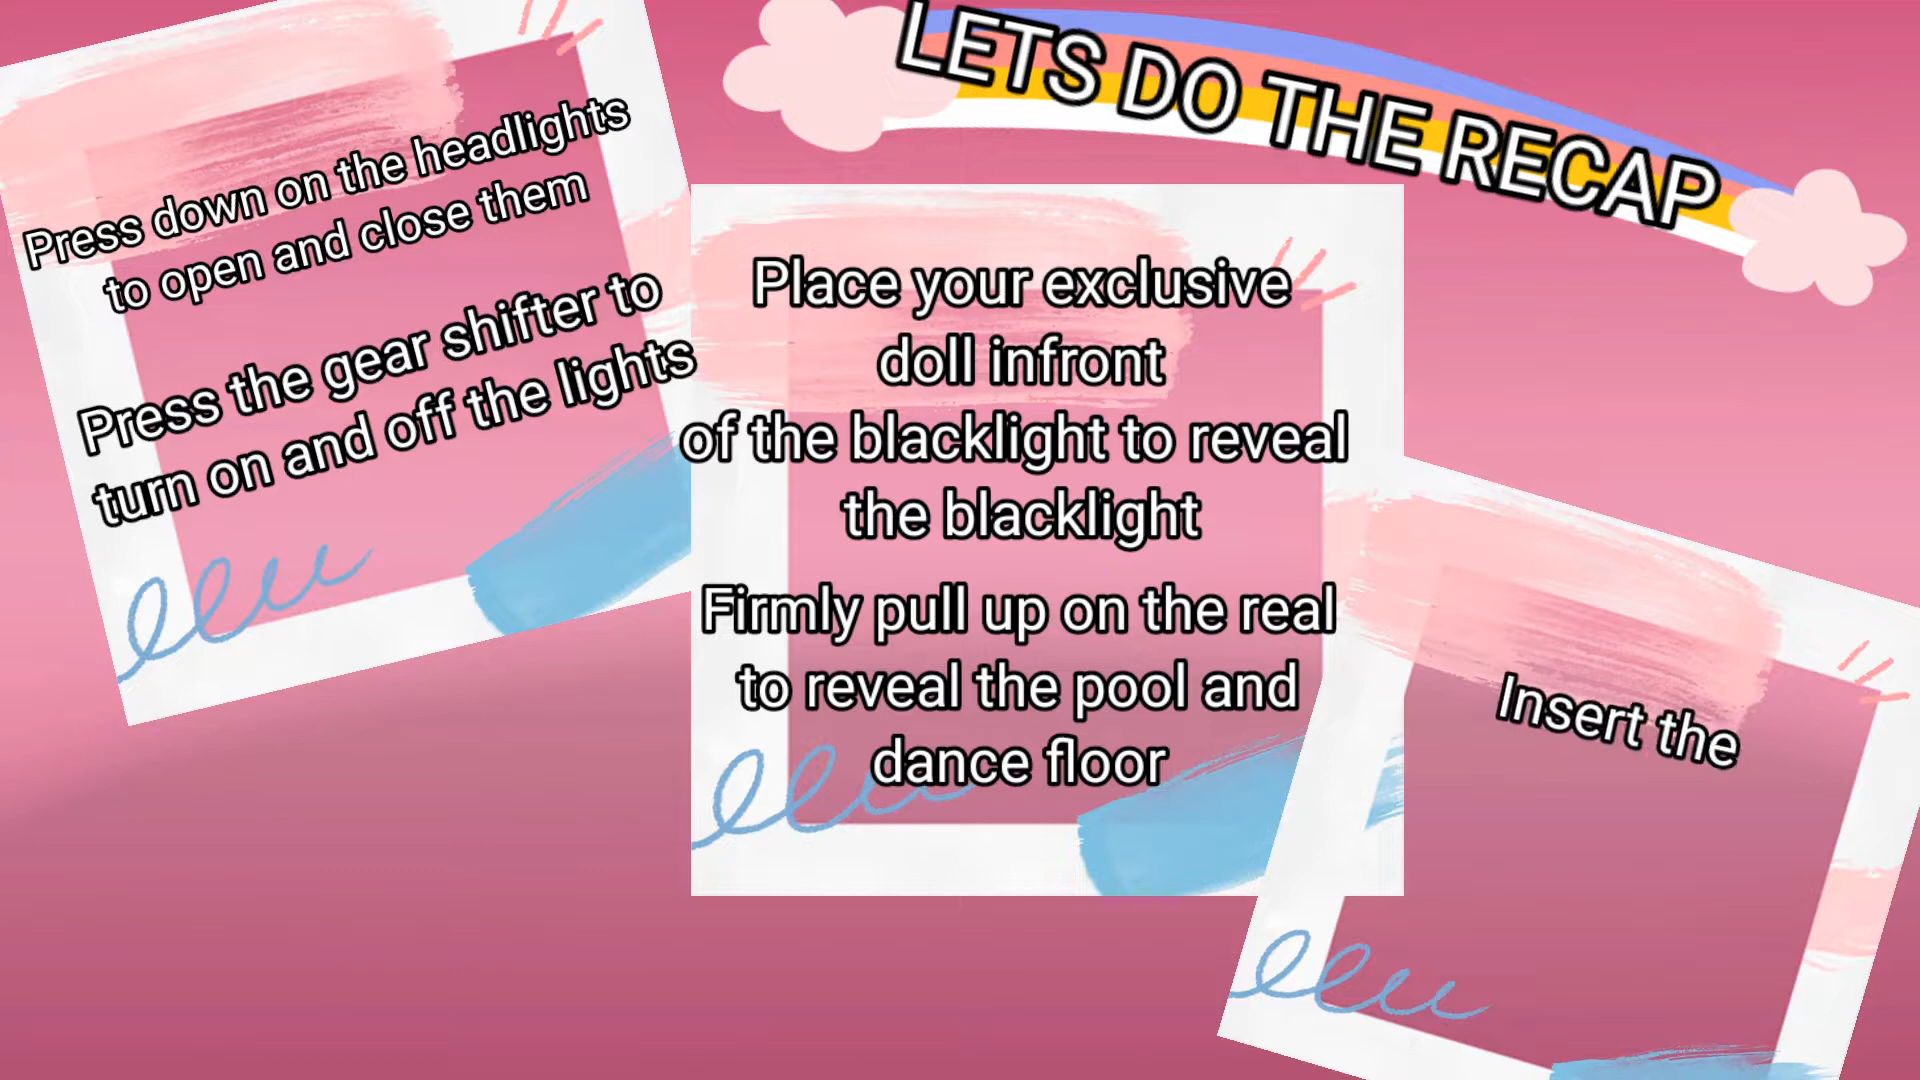 LETS DO THE RECAP
Press down on the headlights
to open and close them
Press the gear shifter to
turn on and off the lights
Place your exclusive
doll infront
of the blacklight to reveal
the blacklight
Firmly pull up on the real
to reveal the pool and
dance floor
Insert the